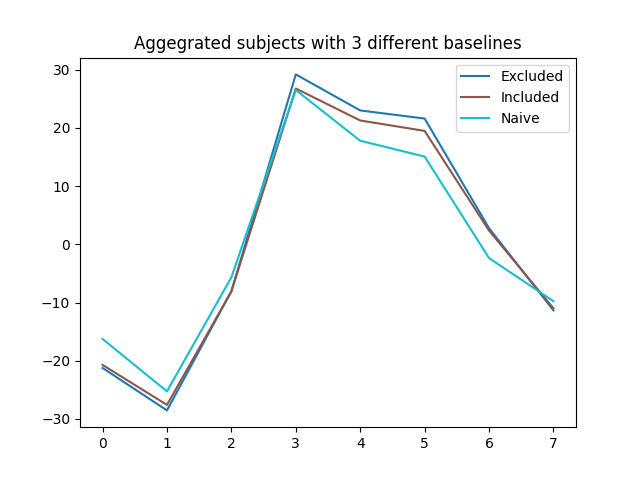 Aggegrated subjects with 3 different baselines
30
20
10
0
−10
−20
−30
Excluded
Included
Naive
0 1 2 3 4 5 6 7